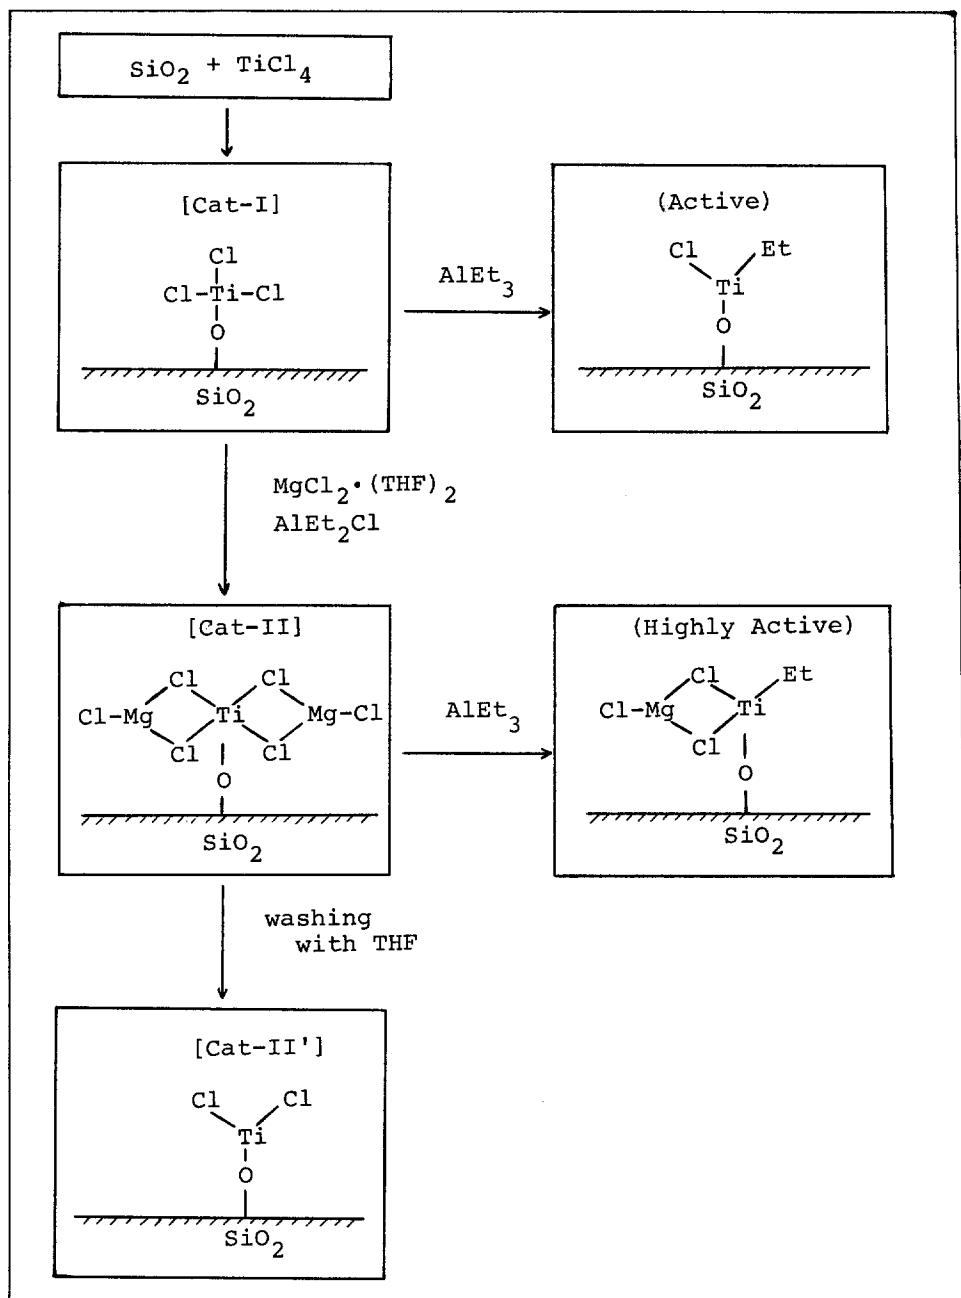 SiO2 + TiCl4
[Cat-I]
Cl
Cl-Ti-Cl
O
SiO2
AlEt3
(Active)
Cl Et
Ti
O
SiO2
MgCl2·(THF)2
AlEt2Cl
[Cat-II]
Cl Cl
Cl-Mg Ti Mg-Cl
Cl Cl
O
SiO2
AlEt3
(Highly Active)
Cl Et
Cl-Mg Ti
Cl
O
SiO2
washing
with THF
[Cat-II']
Cl Cl
Ti
O
SiO2